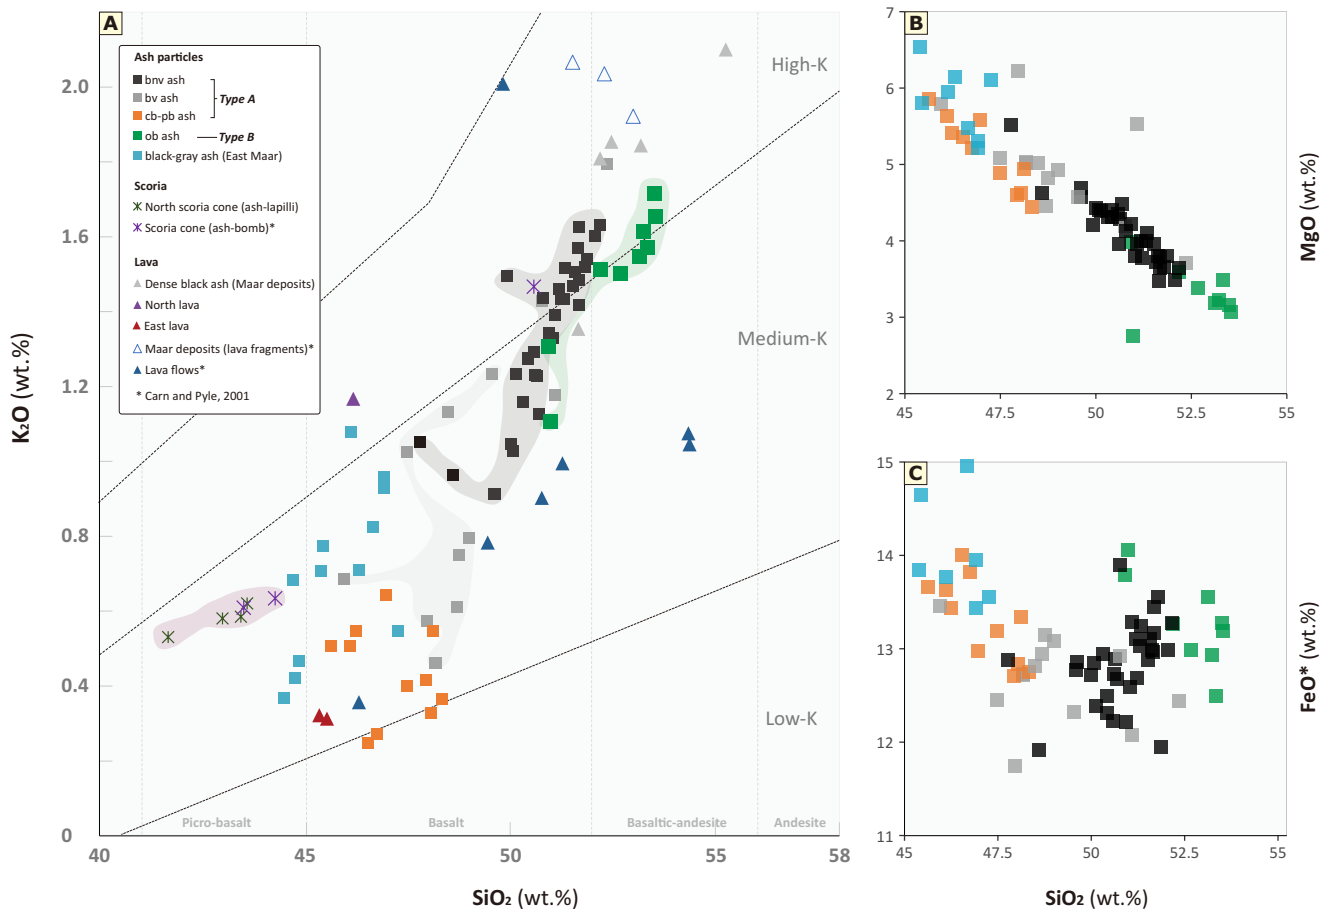 A
Ash particles
bnv ash
bv ash
Type A
cb-pb ash
ob ash
Type B
black-gray ash (East Maar)
Scoria
North scoria cone (ash-lapilli)
Scoria cone (ash-bomb)*
Lava
Dense black ash (Maar deposits)
North lava
East lava
Maar deposits (lava fragments)*
Lava flows*
* Carn and Pyle, 2001
High-K
Medium-K
Low-K
Picro-basalt
Basalt
Basaltic-andesite
Andesite
2.0
1.6
1.2
0.8
0.4
0
40
45
50
55
58
K₂O (wt.%)
SiO₂ (wt.%)
B
7
6
5
4
3
2
45
47.5
50
52.5
55
MgO (wt.%)
C
15
14
13
12
11
45
47.5
50
52.5
55
FeO* (wt.%)
SiO₂ (wt.%)